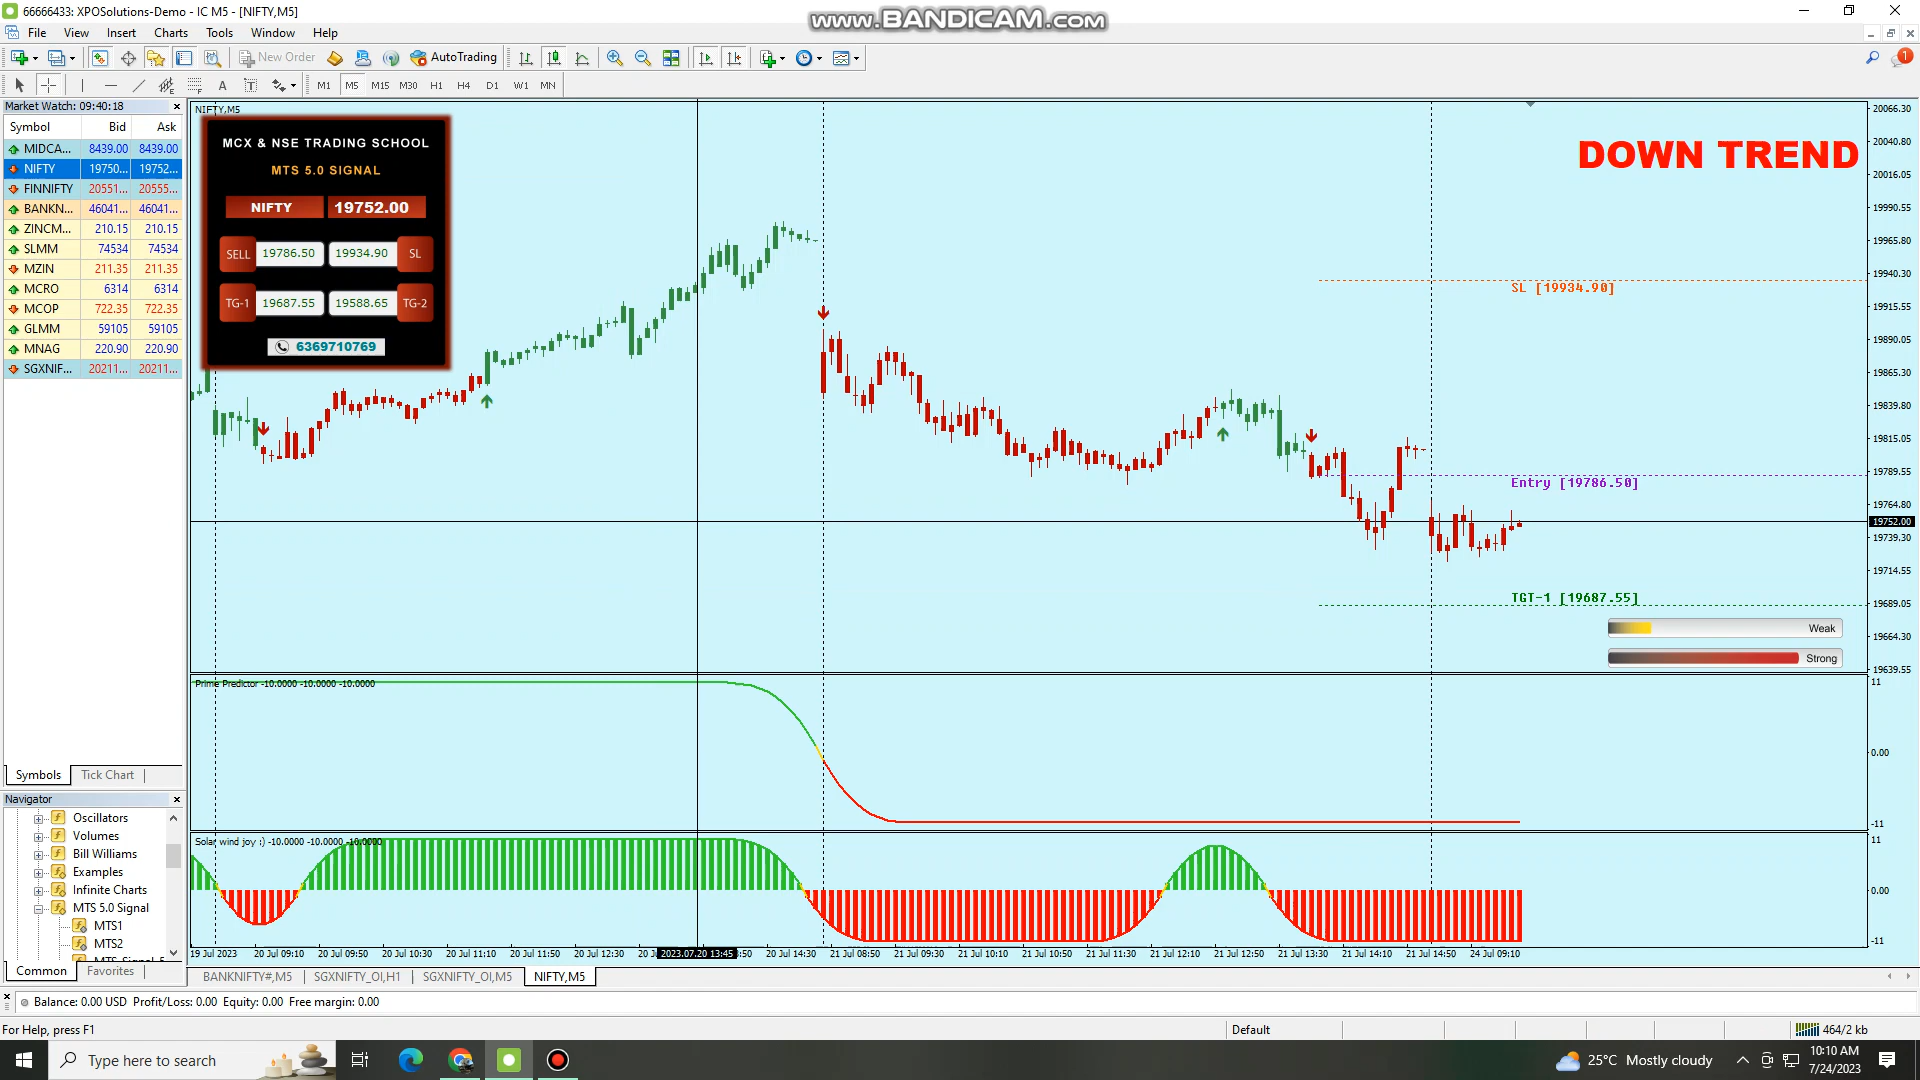 66666433: XPOSolutions-Demo - IC M5 - [NIFTY,M5]
www.BANDICAM.com
File View Insert Charts Tools Window Help
New Order AutoTrading
1
A T M1 M5 M15 M30 H1 H4 D1 W1 MN
Market Watch: 09:40:18
Symbol Bid Ask
MIDCA... 8439.00 8439.00
NIFTY 19750... 19752...
FINNIFTY 20551... 20555...
BANKN... 46041... 46041...
ZINCM... 210.15 210.15
SLMM 74534 74534
MZIN 211.35 211.35
MCRO 6314 6314
MCOP 722.35 722.35
GLMM 59105 59105
MNAG 220.90 220.90
SGXNIF... 20211... 20211...
Symbols Tick Chart
Navigator
Oscillators
Volumes
Bill Williams
Examples
Infinite Charts
MTS 5.0 Signal
MTS1
MTS2
Common Favorites
NIFTY,M5
MCX & NSE TRADING SCHOOL
MTS 5.0 SIGNAL
NIFTY 19752.00
SELL 19786.50 19934.90 SL
TG-1 19687.55 19588.65 TG-2
6369710769
DOWN TREND
SL [19934.90]
Entry [19786.50]
TGT-1 [19687.55]
Weak
Strong
20066.30
20040.80
20016.05
19990.55
19965.80
19940.30
19915.55
19890.05
19865.30
19839.80
19815.05
19789.55
19764.80
19752.00
19739.30
19714.55
19689.05
19664.30
19639.55
Prime Predictor -10.0000 -10.0000 -10.0000
11
0.00
-11
Solar wind joy :) -10.0000 -10.0000 -10.0000
11
0.00
-11
19 Jul 2023 20 Jul 09:10 20 Jul 09:50 20 Jul 10:30 20 Jul 11:10 20 Jul 11:50 20 Jul 12:30 2023.07.20 13:45 20 Jul 14:30 21 Jul 08:50 21 Jul 09:30 21 Jul 10:10 21 Jul 10:50 21 Jul 11:30 21 Jul 12:10 21 Jul 12:50 21 Jul 13:30 21 Jul 14:10 21 Jul 14:50 24 Jul 09:10
BANKNIFTY#,M5 SGXNIFTY_OI,H1 SGXNIFTY_OI,M5 NIFTY,M5
Balance: 0.00 USD Profit/Loss: 0.00 Equity: 0.00 Free margin: 0.00
For Help, press F1
Default
464/2 kb
Type here to search
25°C Mostly cloudy
10:10 AM
7/24/2023